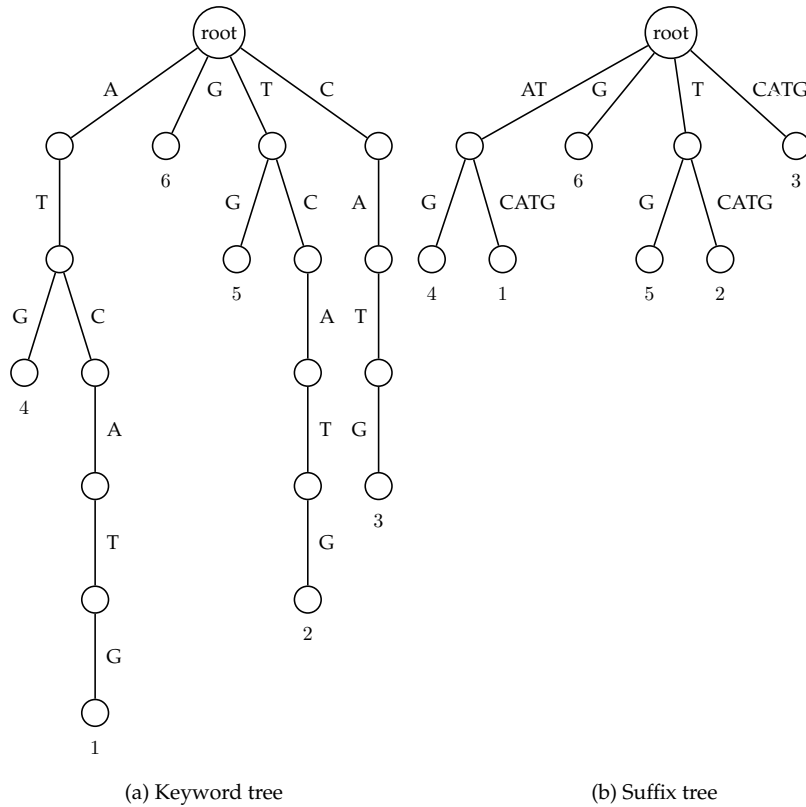 root root
A G T C AT G T CATG
6 6 3
T G C A G CATG G CATG
5 4 1 5 2
G C A T
4
A T G
3
T G
2
G
1
(a) Keyword tree (b) Suffix tree